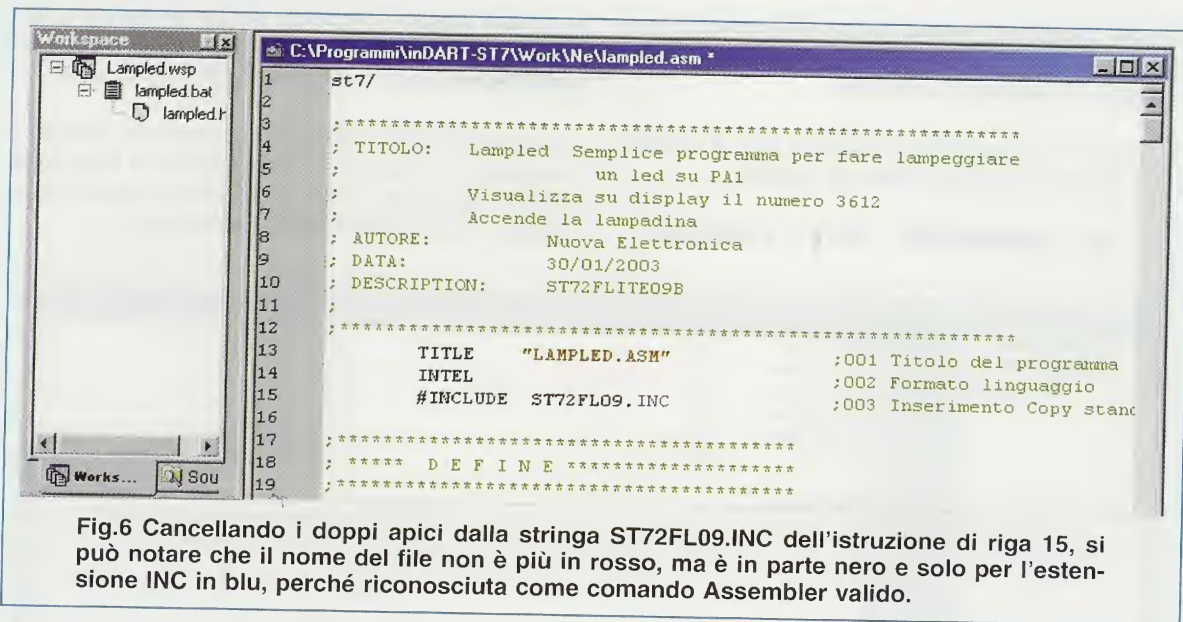 Workspace
Lampled.wsp
lampled.bat
lampled.h
Works...
Sou
C:\Programmi\inDART-ST7\Work\Ne\lampled.asm *
1 st7/
2
3 ;**********************************************************
4 ; TITOLO: Lampled Semplice programma per fare lampeggiare
5 ; un led su PA1
6 ; Visualizza su display il numero 3612
7 ; Accende la lampadina
8 ; AUTORE: Nuova Elettronica
9 ; DATA: 30/01/2003
10 ; DESCRIPTION: ST72FLITE09B
11 ;
12 ;**********************************************************
13 TITLE "LAMPLED.ASM" ;001 Titolo del programma
14 INTEL ;002 Formato linguaggio
15 #INCLUDE ST72FL09.INC ;003 Inserimento Copy stand
16
17 ;***************************************
18 ; ***** D E F I N E *******************
19 ;***************************************
Fig.6 Cancellando i doppi apici dalla stringa ST72FL09.INC dell'istruzione di riga 15, si
può notare che il nome del file non è più in rosso, ma è in parte nero e solo per l'esten-
sione INC in blu, perché riconosciuta come comando Assembler valido.